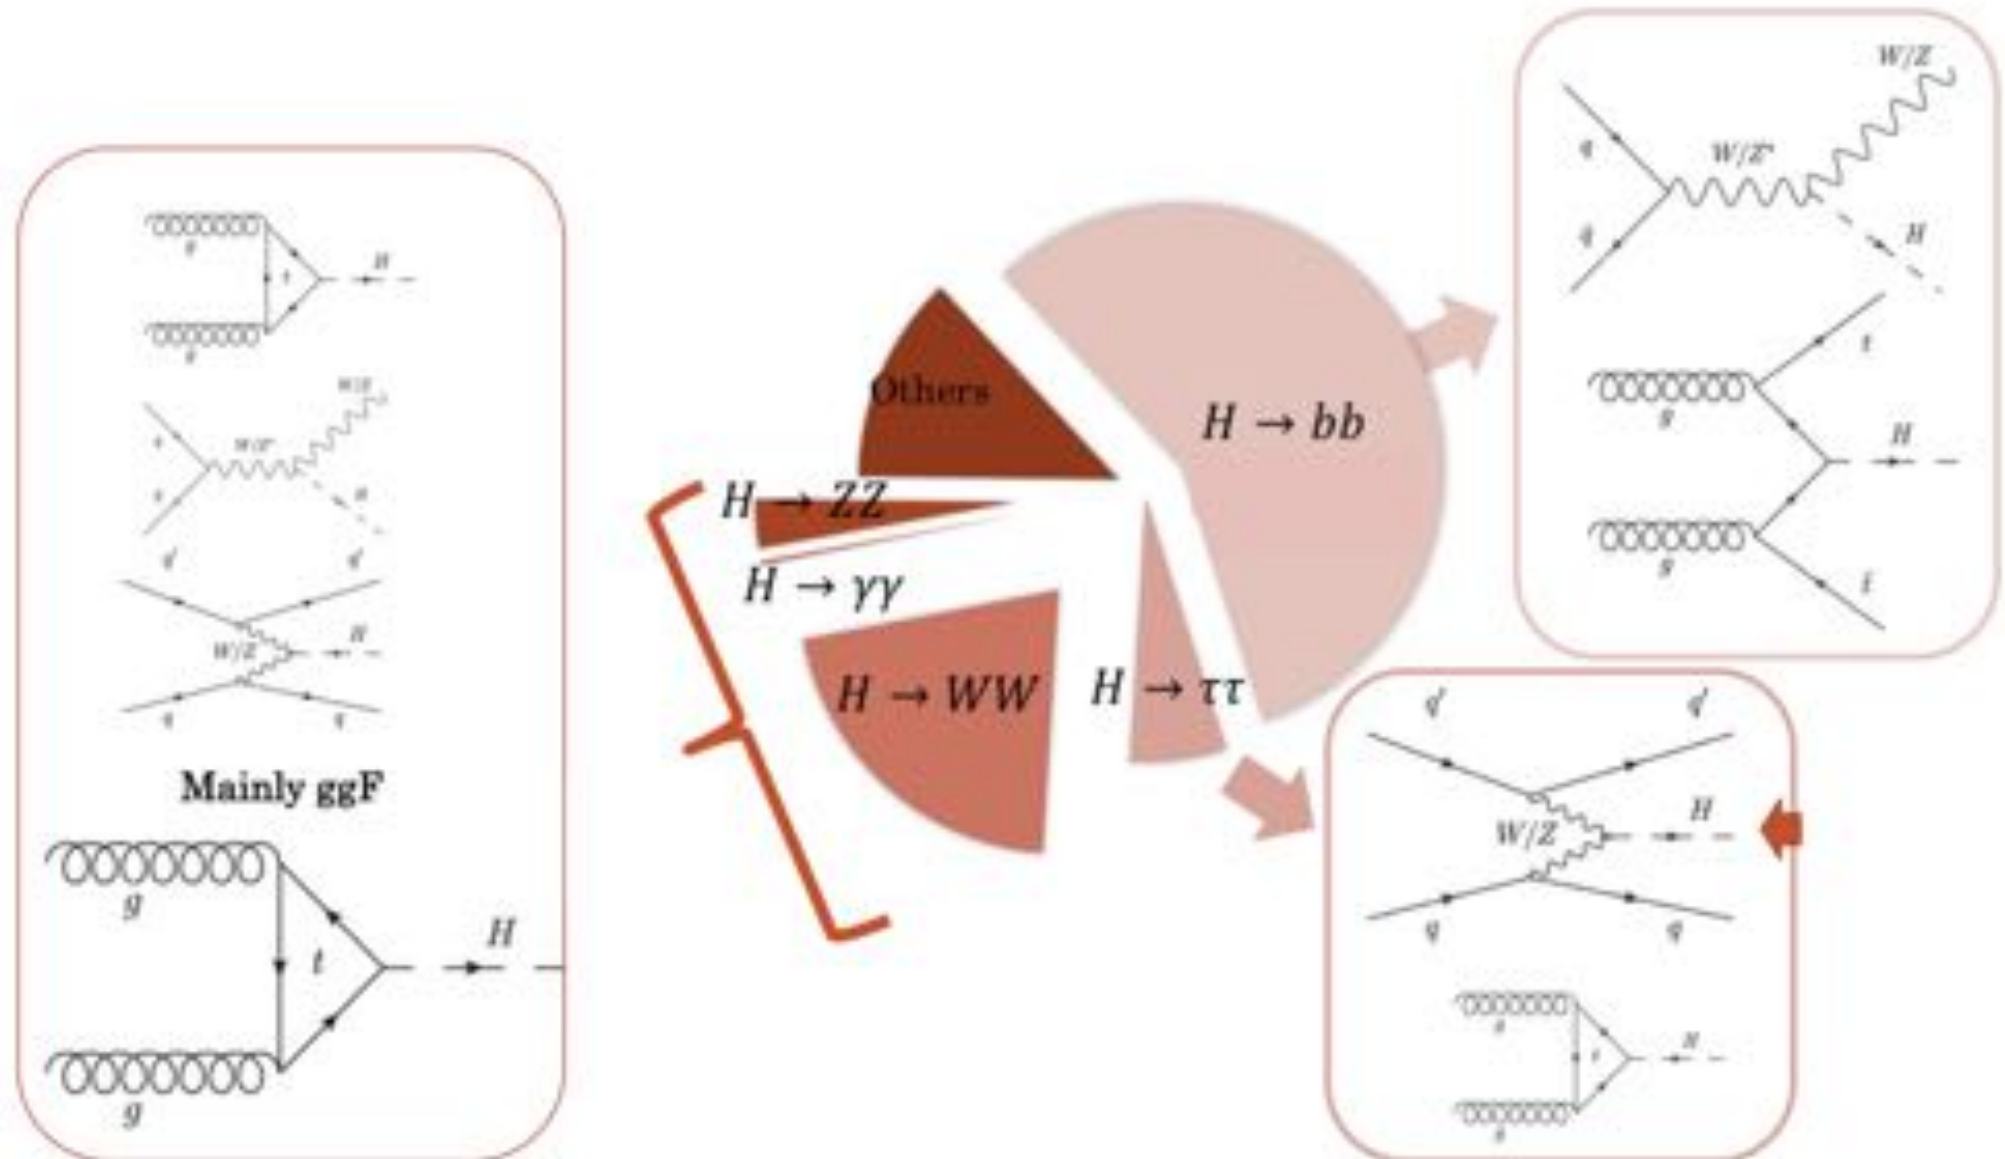 g
g
t
H
W/Z
W/Z*
H
q'
q'
W/Z
H
q
q
Mainly ggF
g
t
H
g
Others
H → ZZ
H → γγ
H → WW
H → ττ
H → bb
W/Z
q
W/Z*
q̄
H
t
g
H
g
t̄
q'
q'
W/Z
H
q
q
g
t
H
g